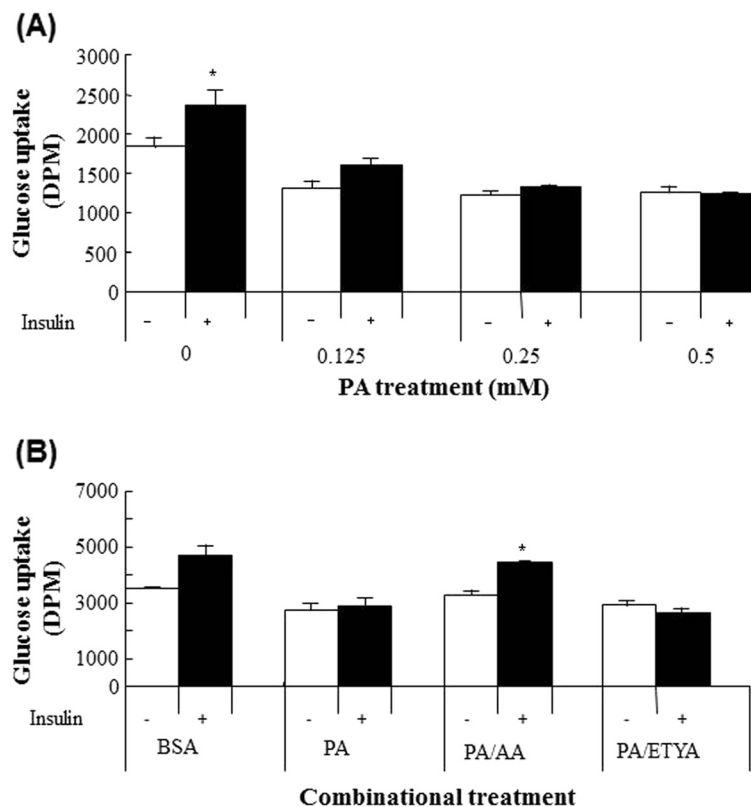 (A)
3000
2500
2000
1500
1000
500
0
Glucose uptake
(DPM)
*
Insulin - + - + - + - +
0 0.125 0.25 0.5
PA treatment (mM)
(B)
7000
5000
3000
1000
0
Glucose uptake
(DPM)
*
Insulin - + - + - + - +
BSA PA PA/AA PA/ETYA
Combinational treatment